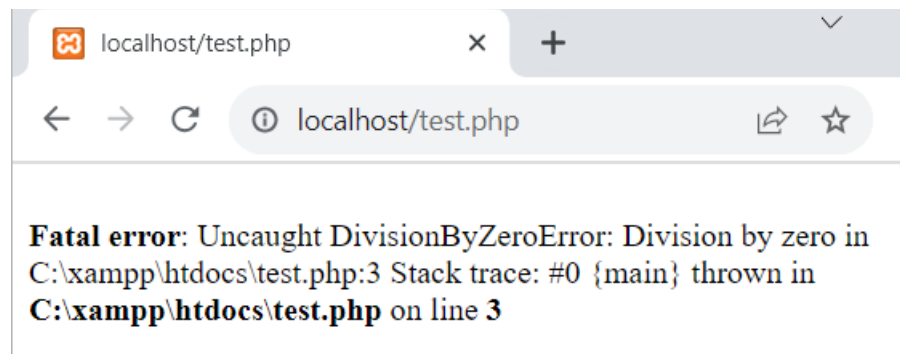 localhost/test.php
localhost/test.php
Fatal error: Uncaught DivisionByZeroError: Division by zero in
C:\xampp\htdocs\test.php:3 Stack trace: #0 {main} thrown in
C:\xampp\htdocs\test.php on line 3